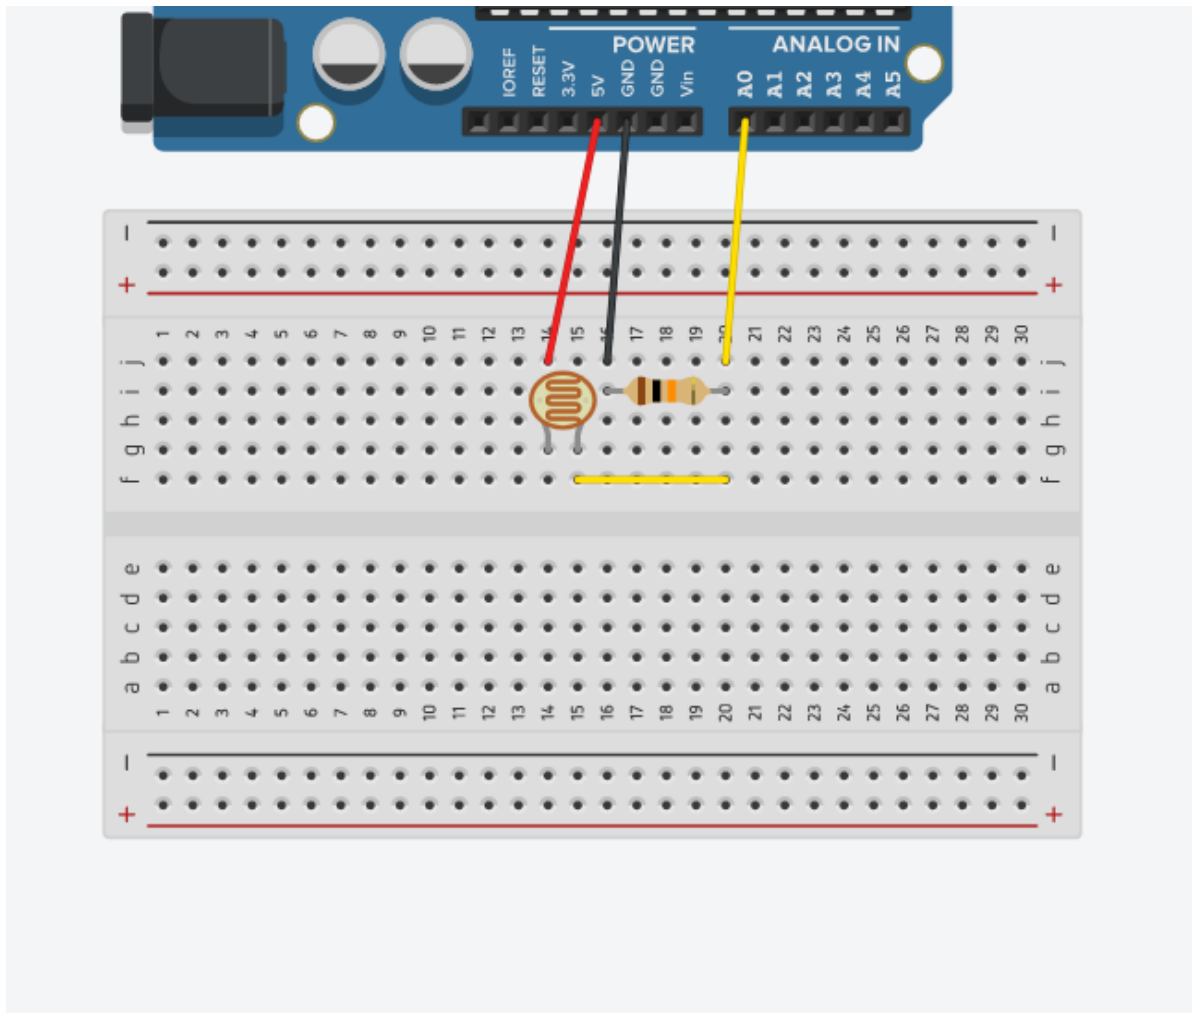 POWER ANALOG IN
IOREF RESET 3.3V 5V GND GND Vin A0 A1 A2 A3 A4 A5
− −
+ +
1 2 3 4 5 6 7 8 9 10 11 12 13 14 15 16 17 18 19 20 21 22 23 24 25 26 27 28 29 30
j j
i i
h h
g g
f f
e e
d d
c c
b b
a a
1 2 3 4 5 6 7 8 9 10 11 12 13 14 15 16 17 18 19 20 21 22 23 24 25 26 27 28 29 30
− −
+ +